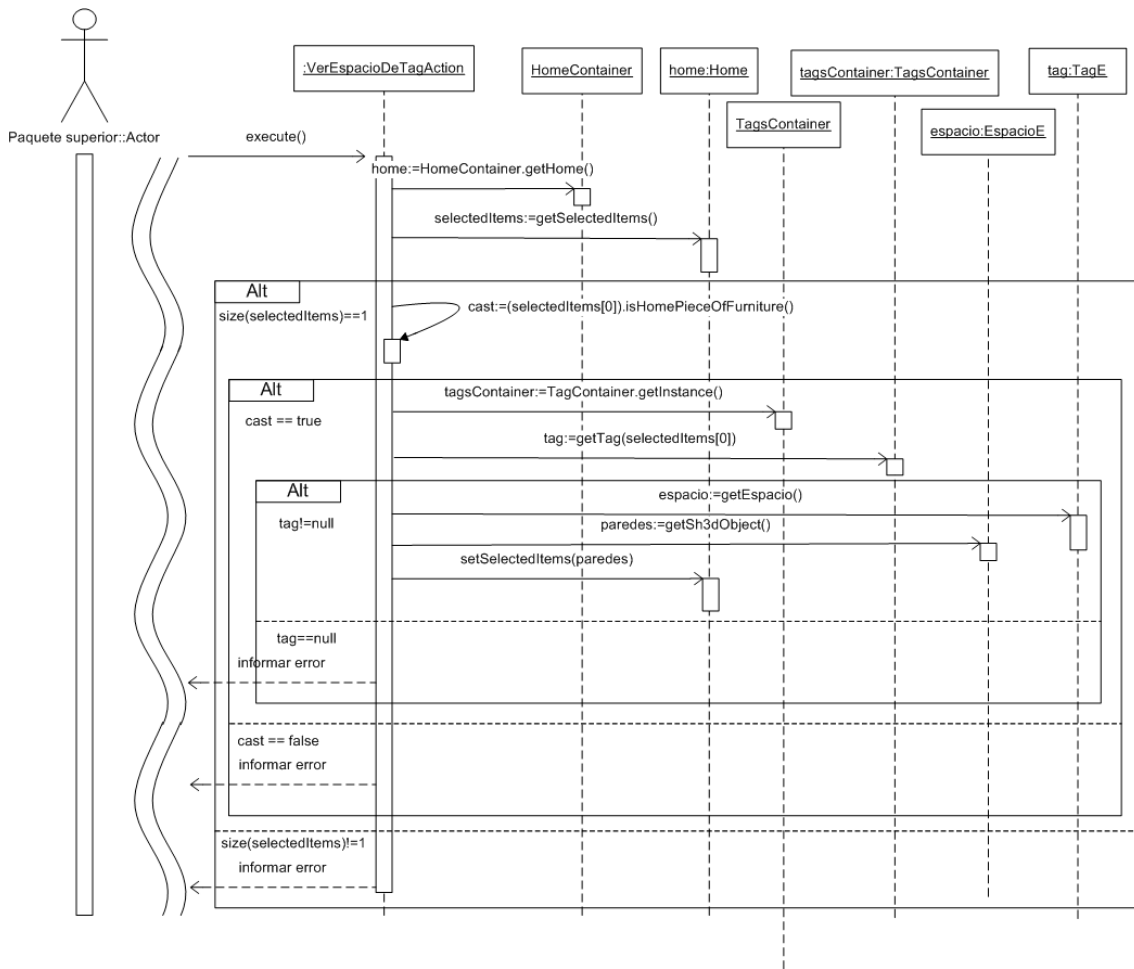 :VerEspacioDeTagAction
HomeContainer
home:Home
tagsContainer:TagsContainer
tag:TagE
TagsContainer
espacio:EspacioE
Paquete superior::Actor
execute()
home:=HomeContainer.getHome()
selectedItems:=getSelectedItems()
Alt
size(selectedItems)==1
cast:=(selectedItems[0]).isHomePieceOfFurniture()
Alt
cast == true
tagsContainer:=TagContainer.getInstance()
tag:=getTag(selectedItems[0])
Alt
tag!=null
espacio:=getEspacio()
paredes:=getSh3dObject()
setSelectedItems(paredes)
tag==null
informar error
cast == false
informar error
size(selectedItems)!=1
informar error